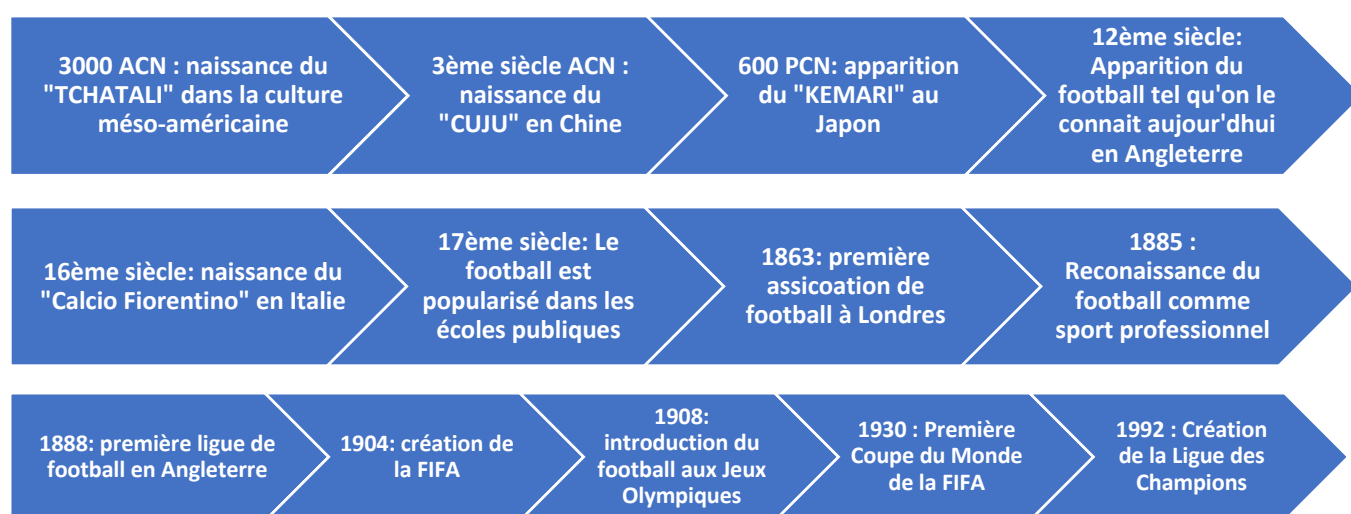 3000 ACN : naissance du
"TCHATALI" dans la culture
méso-américaine
3ème siècle ACN :
naissance du
"CUJU" en Chine
600 PCN: apparition
du "KEMARI" au
Japon
12ème siècle:
Apparition du
football tel qu'on le
connait aujourd'dhui
en Angleterre
16ème siècle: naissance du
"Calcio Fiorentino" en Italie
17ème siècle: Le
football est
popularisé dans les
écoles publiques
1863: première
assicoation de
football à Londres
1885 :
Reconaissance du
football comme
sport professionnel
1888: première ligue de
football en Angleterre
1904: création de
la FIFA
1908:
introduction du
football aux Jeux
Olympiques
1930 : Première
Coupe du Monde
de la FIFA
1992 : Création
de la Ligue des
Champions